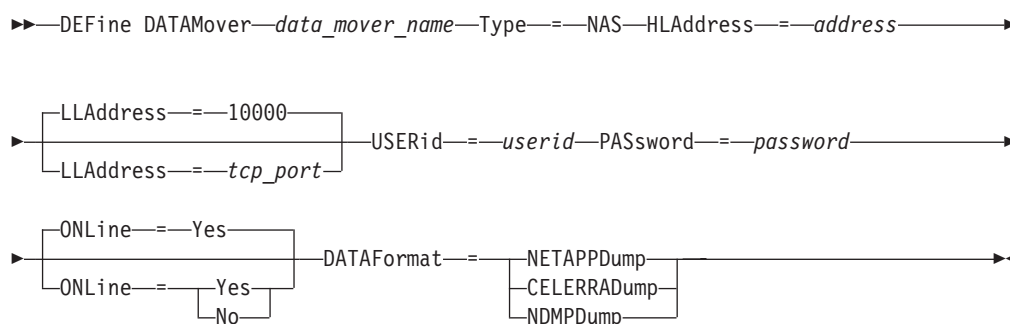 DEFine DATAMover data_mover_name Type = NAS HLAddress = address
LLAddress = 10000
USERid = userid PASsword = password
LLAddress = tcp_port
ONLine = Yes
DATAFormat = NETAPPDump
ONLine = Yes
CELERRADump
No
NDMPDump